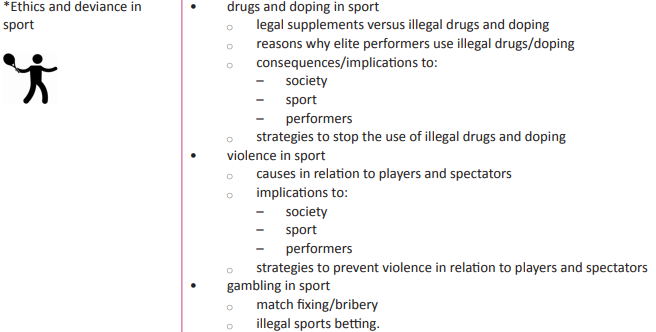 *Ethics and deviance in
sport
• drugs and doping in sport
o legal supplements versus illegal drugs and doping
o reasons why elite performers use illegal drugs/doping
o consequences/implications to:
– society
– sport
– performers
o strategies to stop the use of illegal drugs and doping
• violence in sport
o causes in relation to players and spectators
o implications to:
– society
– sport
– performers
o strategies to prevent violence in relation to players and spectators
• gambling in sport
o match fixing/bribery
o illegal sports betting.